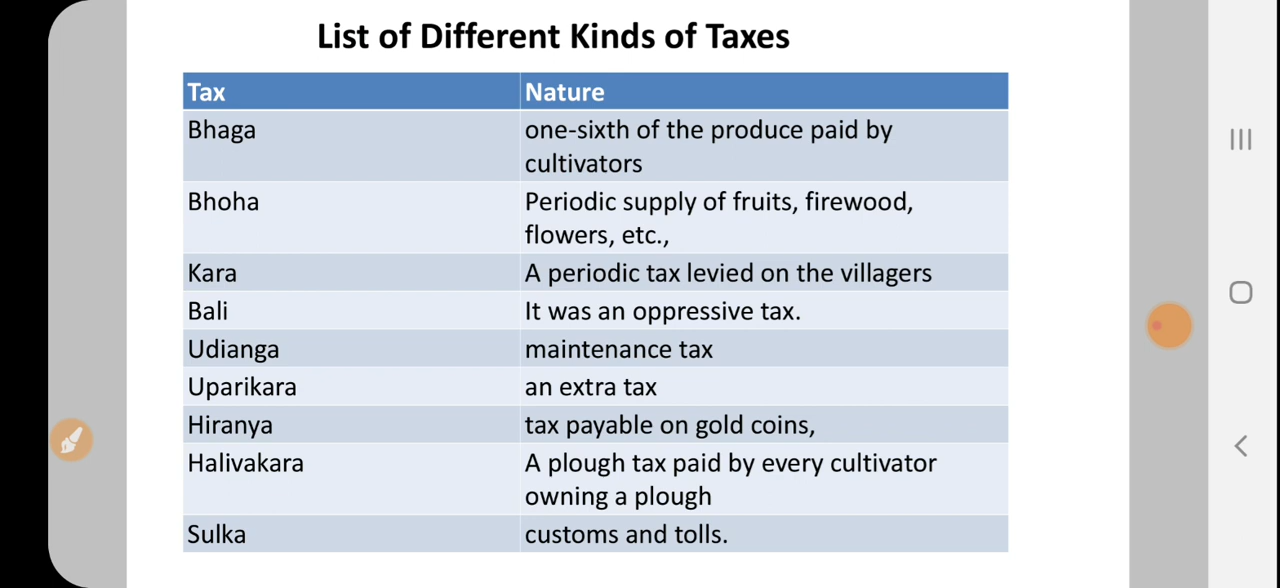 List of Different Kinds of Taxes
Tax Nature
Bhaga one-sixth of the produce paid by
cultivators
Bhoha Periodic supply of fruits, firewood,
flowers, etc.,
Kara A periodic tax levied on the villagers
Bali It was an oppressive tax.
Udianga maintenance tax
Uparikara an extra tax
Hiranya tax payable on gold coins,
Halivakara A plough tax paid by every cultivator
owning a plough
Sulka customs and tolls.